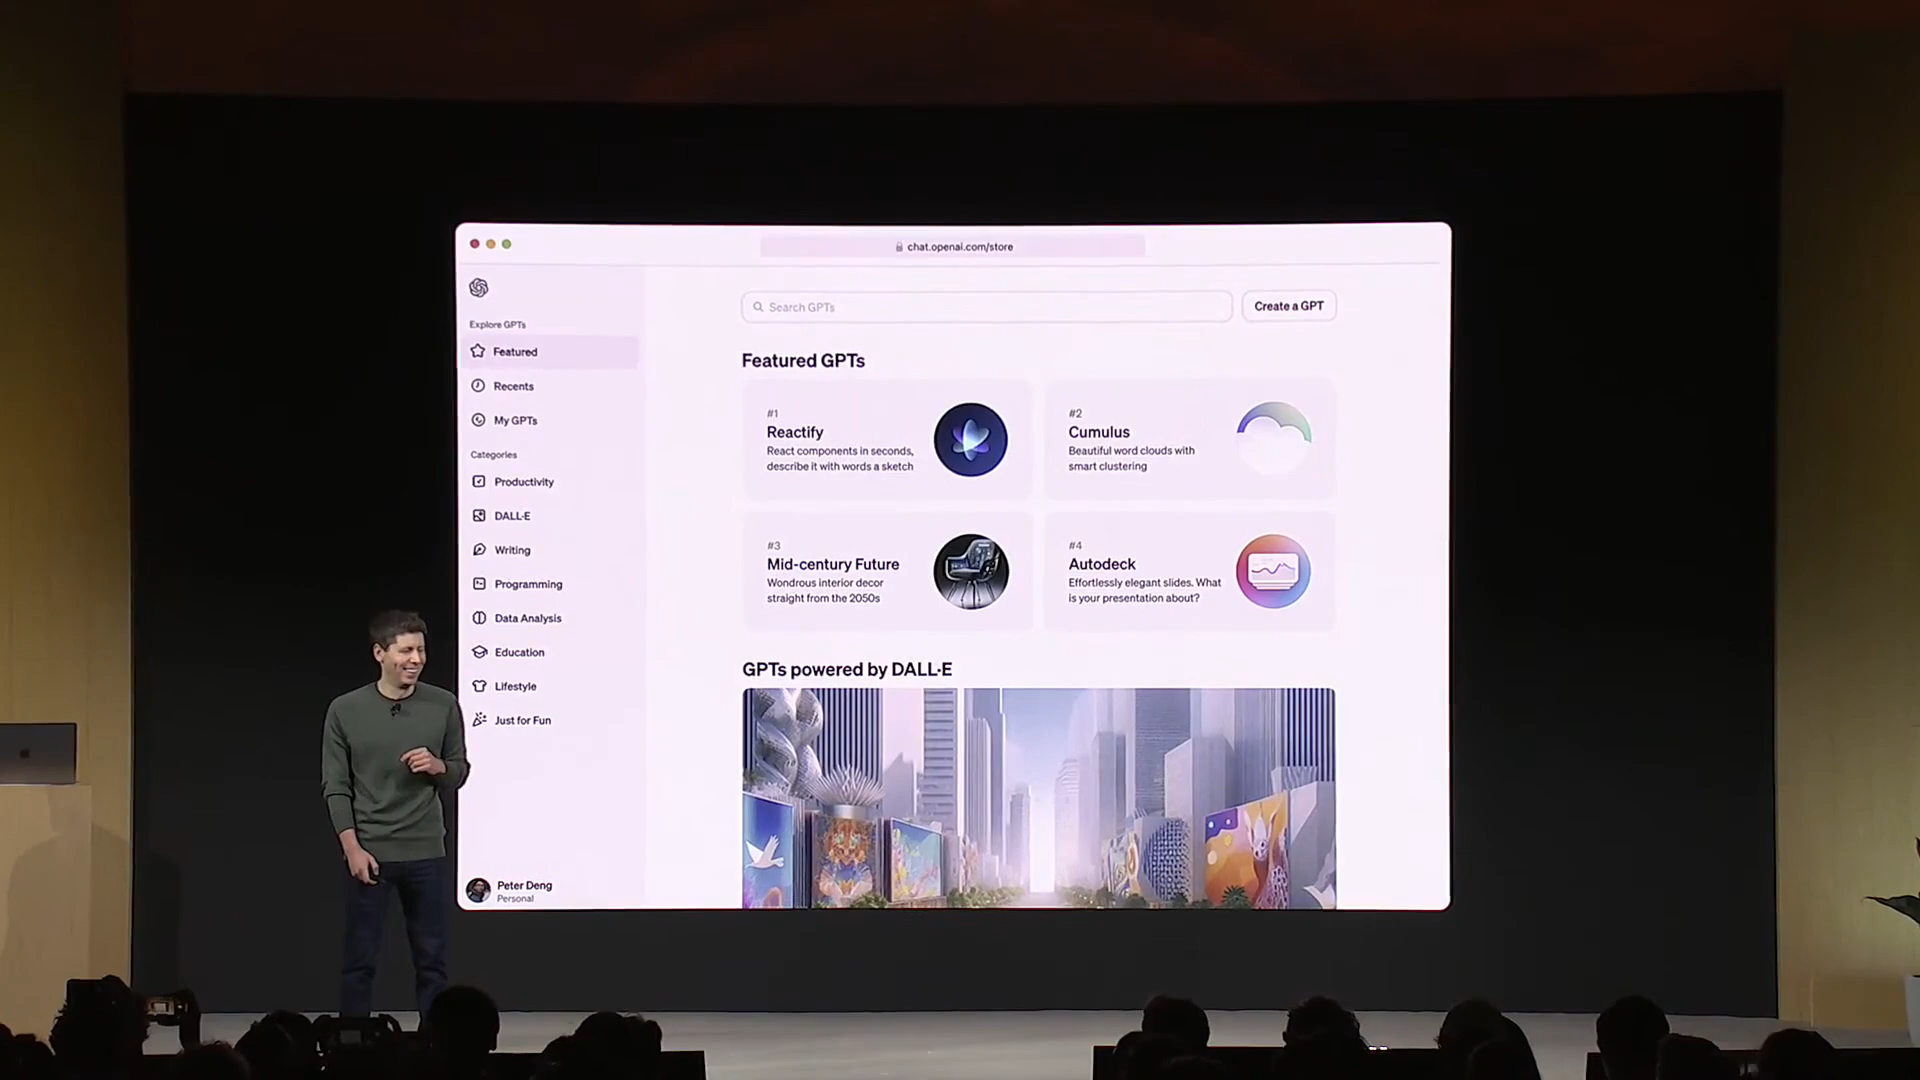 chat.openai.com/store
Search GPTs
Create a GPT
Explore GPTs
Featured
Recents
My GPTs
Categories
Productivity
DALL·E
Writing
Programming
Data Analysis
Education
Lifestyle
Just for Fun
Peter Deng
Personal
Featured GPTs
#1
Reactify
React components in seconds,
describe it with words a sketch
#2
Cumulus
Beautiful word clouds with
smart clustering
#3
Mid-century Future
Wondrous interior decor
straight from the 2050s
#4
Autodeck
Effortlessly elegant slides. What
is your presentation about?
GPTs powered by DALL·E